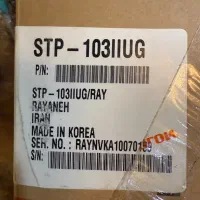 STP-103IIUG
P/N:
STP-103IIUG/RAY
RAYANEH
IRAN
MADE IN KOREA
SER. NO.: RAYNVKA10070189
S/N: